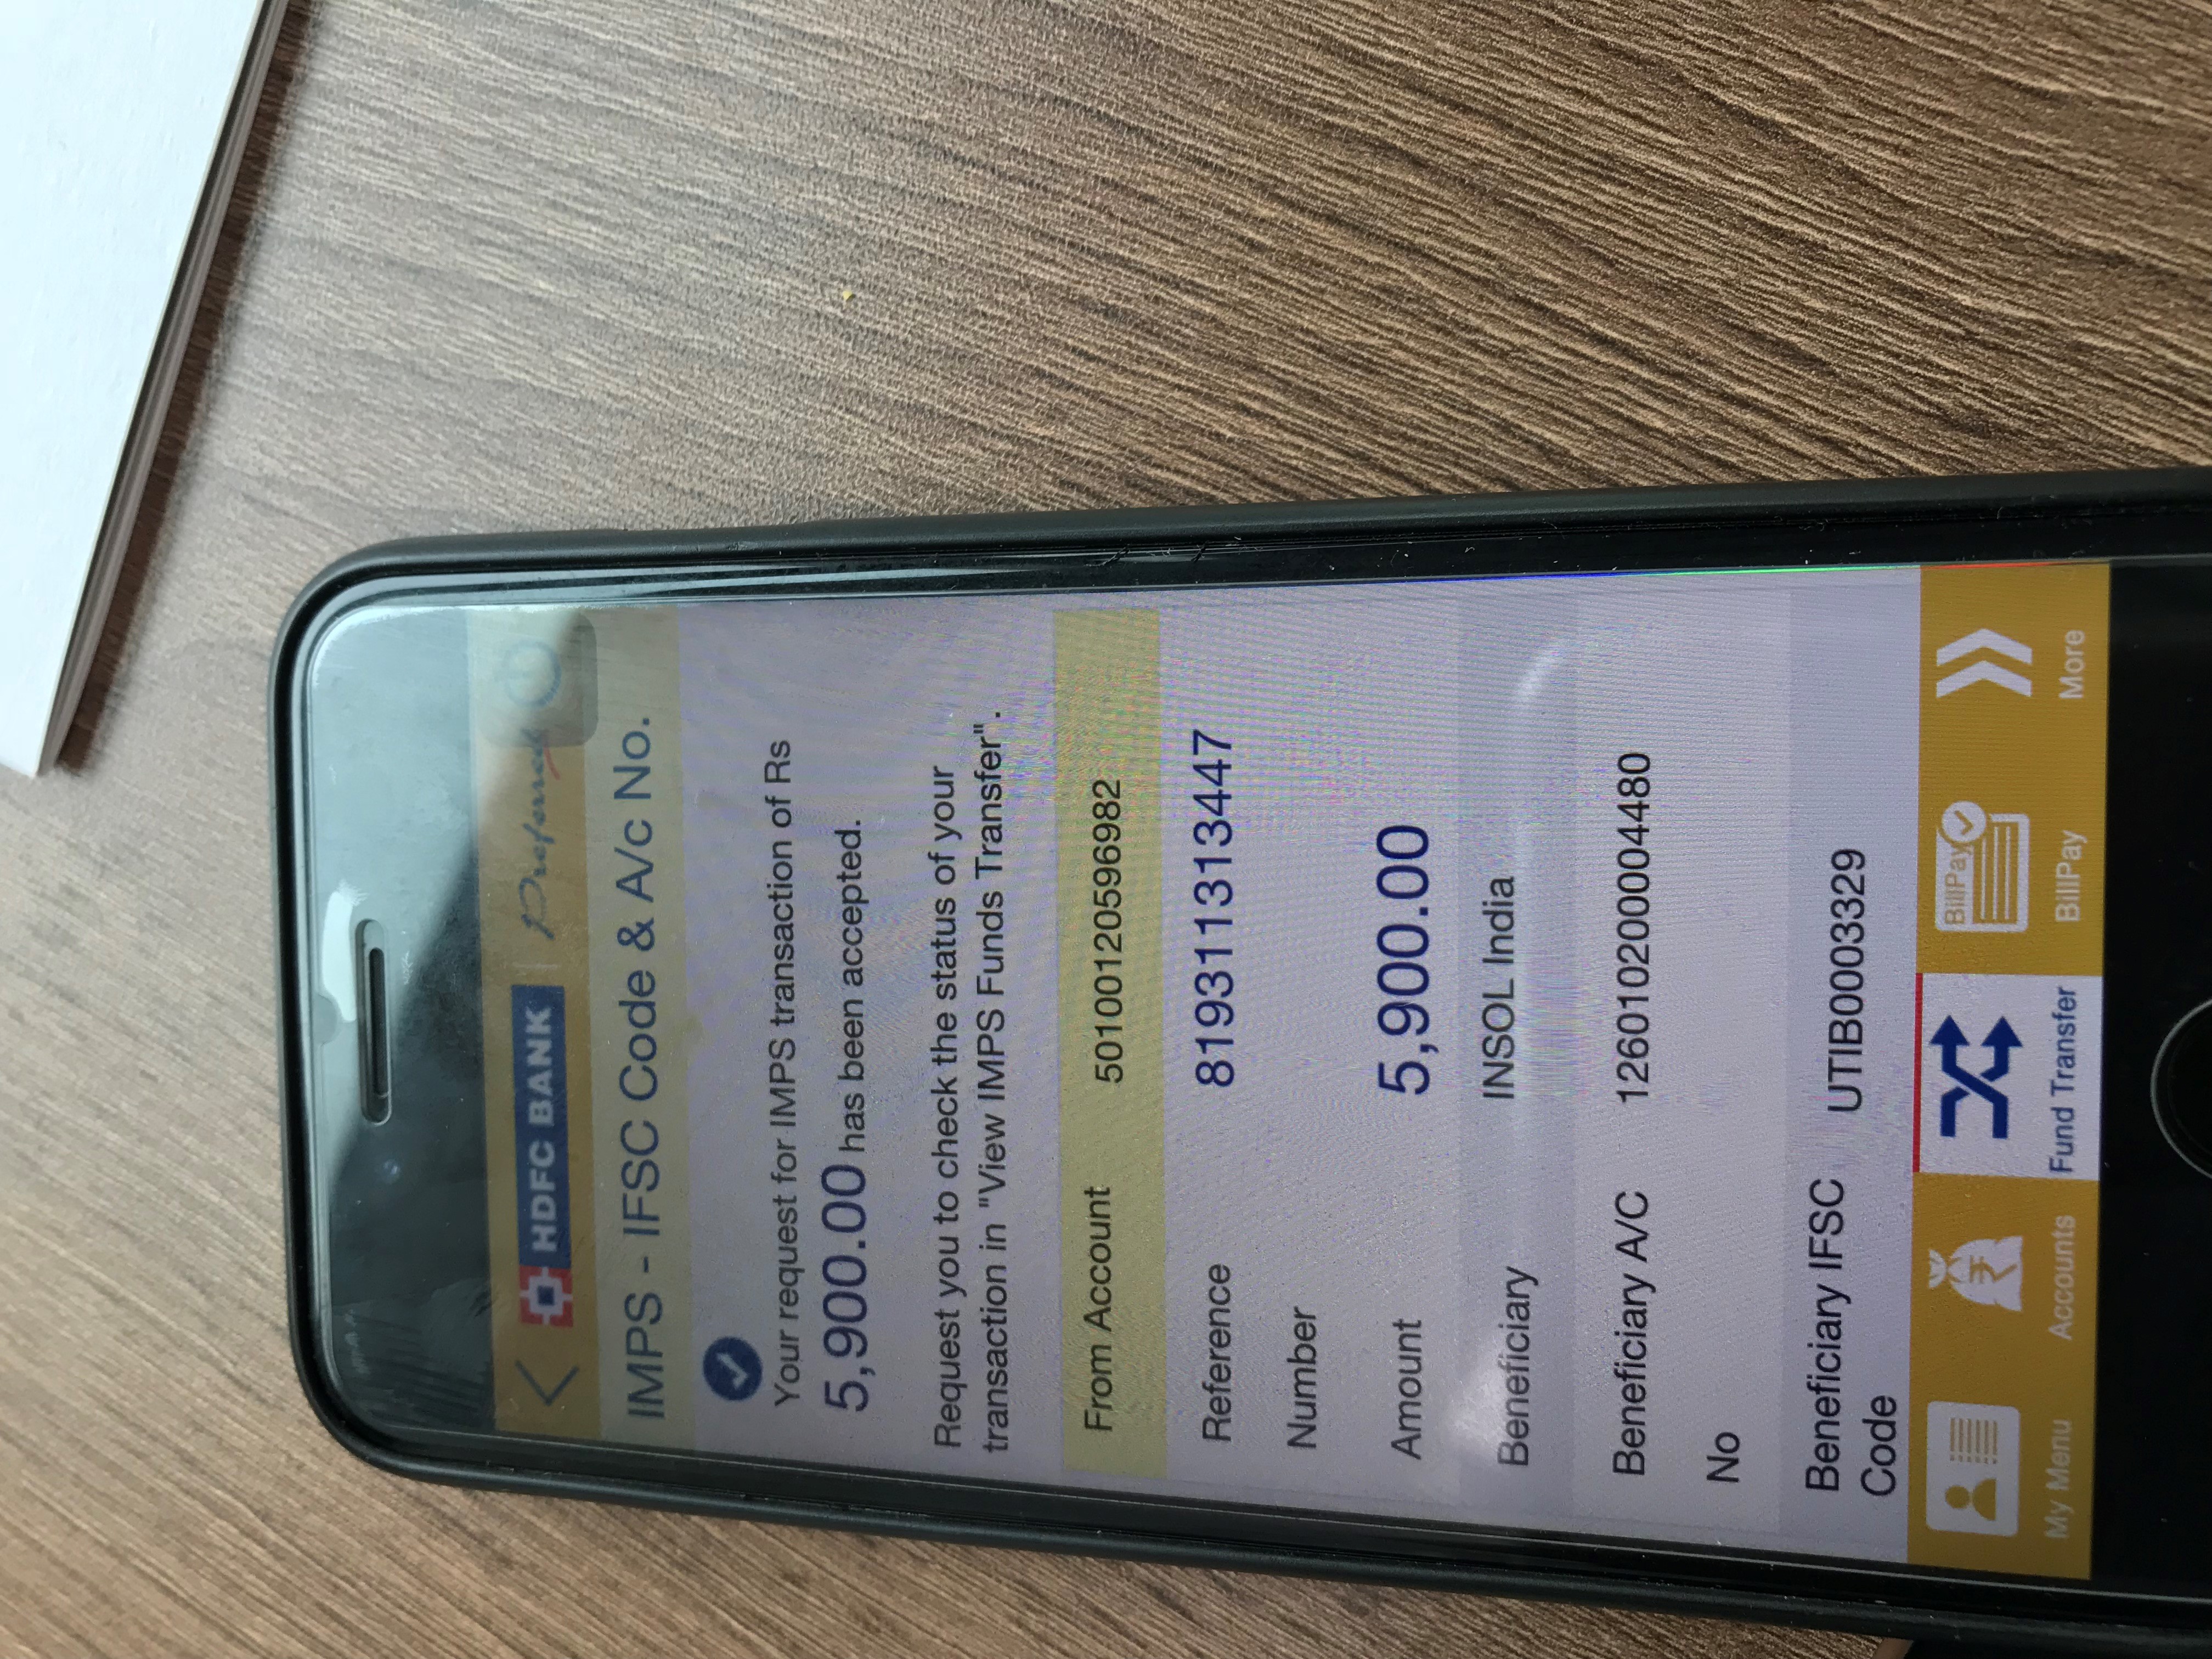 HDFC BANK Preferred
IMPS - IFSC Code & A/c No.
Your request for IMPS transaction of Rs
5,900.00 has been accepted.
Request you to check the status of your
transaction in "View IMPS Funds Transfer".
From Account 50100120596982
Reference 819311313447
Number
Amount 5,900.00
Beneficiary INSOL India
Beneficiary A/C 126010200004480
No
Beneficiary IFSC UTIB0003329
Code
BillPay
My Menu Accounts Fund Transfer BillPay More